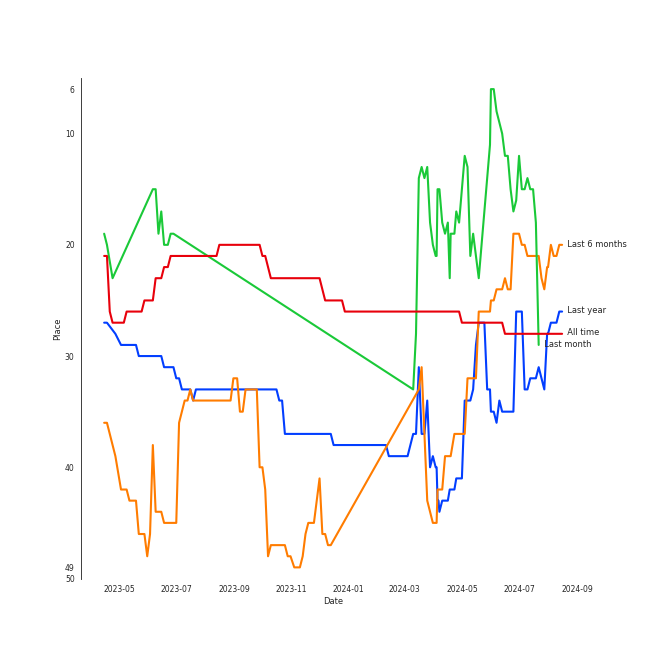 6
10
20
30
40
49
50
Place
2023-05
2023-07
2023-09
2023-11
2024-01
2024-03
2024-05
2024-07
2024-09
Date
Last 6 months
Last year
All time
Last month